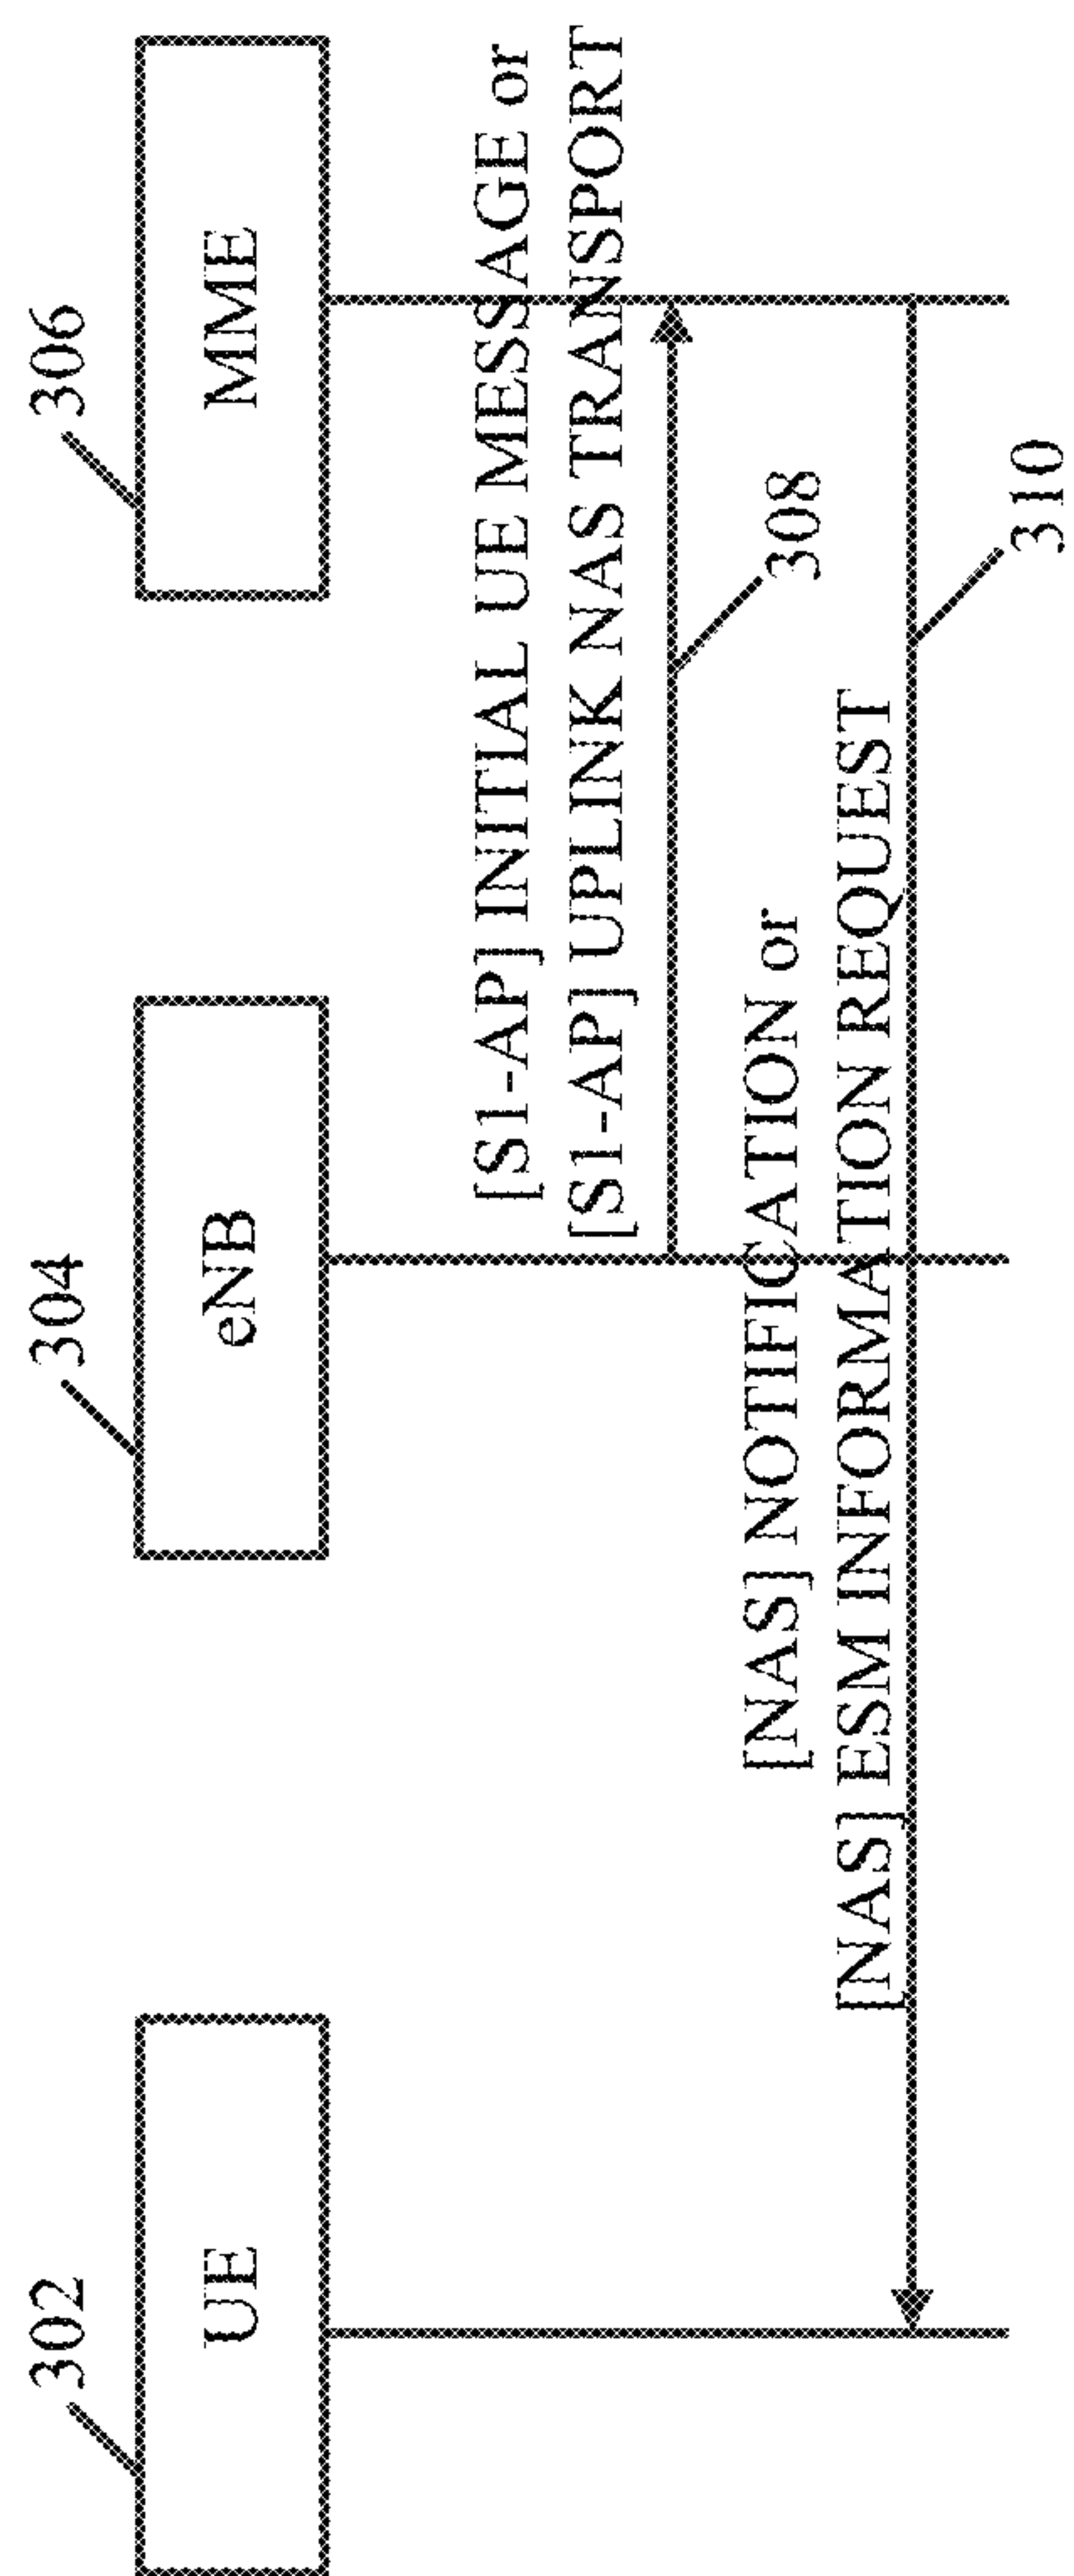 302
304
306
UE
eNB
MME
[S1-AP] INITIAL UE MESSAGE or
[S1-AP] UPLINK NAS TRANSPORT
308
[NAS] NOTIFICATION or
[NAS] ESM INFORMATION REQUEST
310